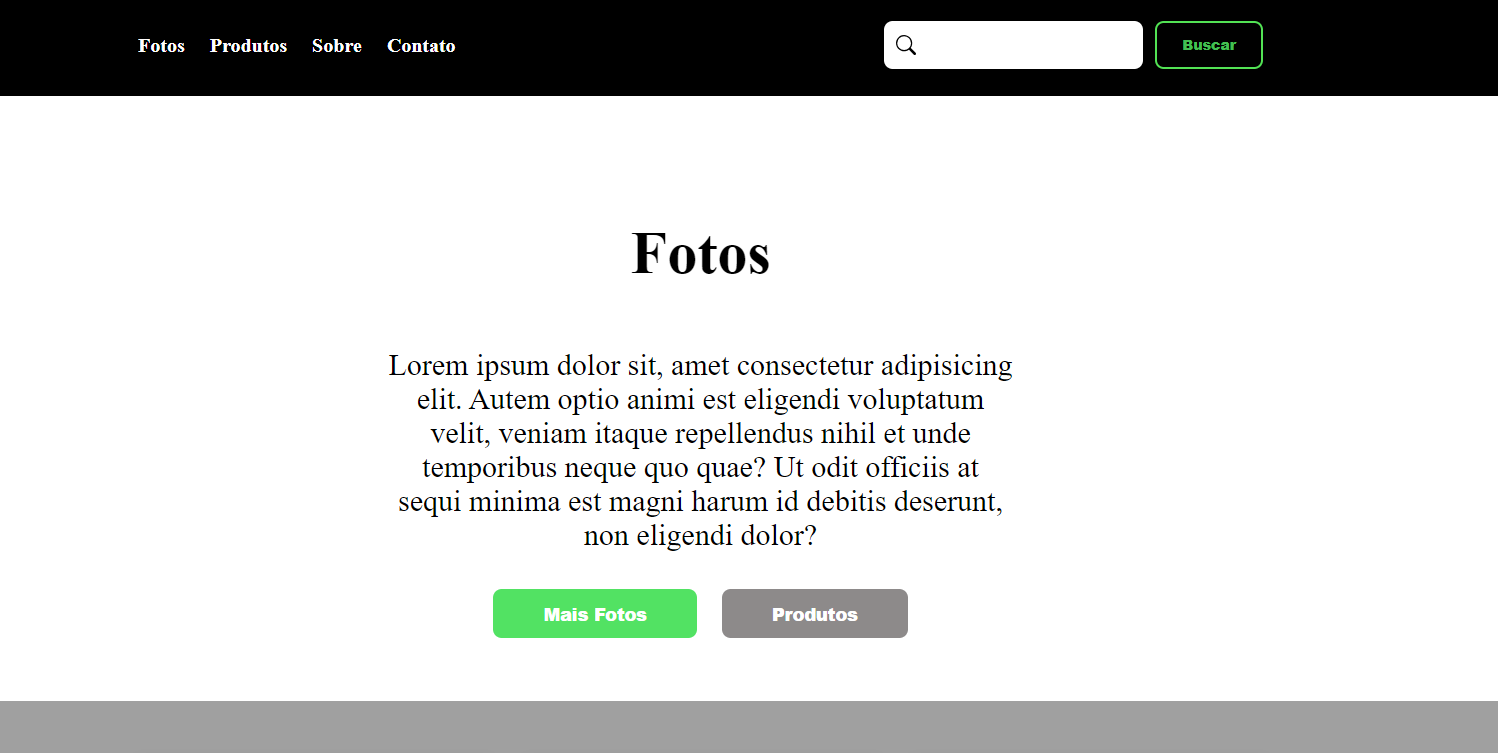 Fotos Produtos Sobre Contato Buscar
Fotos
Lorem ipsum dolor sit, amet consectetur adipisicing
elit. Autem optio animi est eligendi voluptatum
velit, veniam itaque repellendus nihil et unde
temporibus neque quo quae? Ut odit officiis at
sequi minima est magni harum id debitis deserunt,
non eligendi dolor?
Mais Fotos Produtos